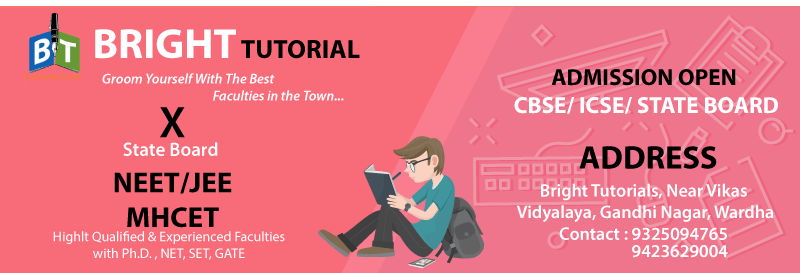 BT
BRIGHT TUTORIAL
Groom Yourself With The Best
Faculties in the Town...
X
State Board
NEET/JEE
MHCET
Highlt Qualified & Experienced Faculties
with Ph.D. , NET, SET, GATE
ADMISSION OPEN
CBSE/ ICSE/ STATE BOARD
ADDRESS
Bright Tutorials, Near Vikas
Vidyalaya, Gandhi Nagar, Wardha
Contact : 9325094765
9423629004